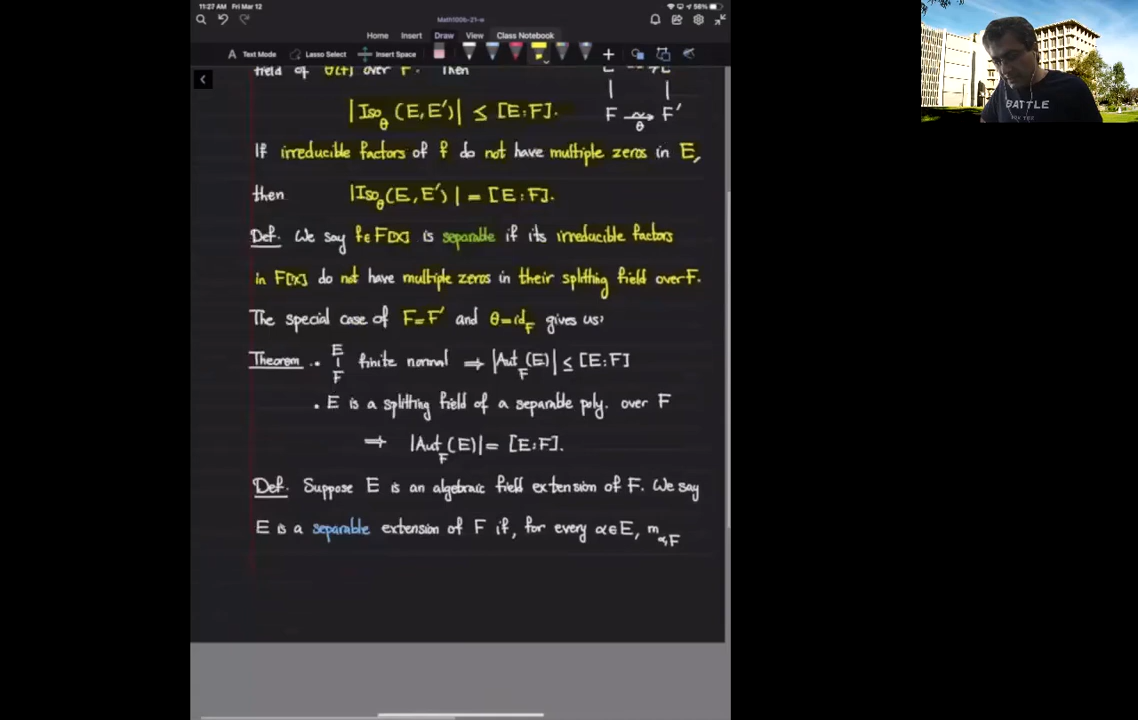 11:27 AM Fri Mar 12
56%
Math100b-21-w
Home Insert Draw View Class Notebook
Text Mode Lasso Select Insert Space
field of θ(f) over F'. Then
|Iso_θ (E, E')| ≤ [E:F].
F ⥲_θ F'
If irreducible factors of f do not have multiple zeros in E,
then |Iso_θ (E, E')| = [E:F].
Def. We say f∈F[x] is separable if its irreducible factors
in F[x] do not have multiple zeros in their splitting field over F.
The special case of F=F' and θ=id_F gives us:
Theorem . E | F finite normal ⟹ |Aut_F (E)| ≤ [E:F]
. E is a splitting field of a separable poly. over F
⟹ |Aut_F (E)| = [E:F].
Def. Suppose E is an algebraic field extension of F. We say
E is a separable extension of F if, for every α∈E, m_α,F
BATTLE